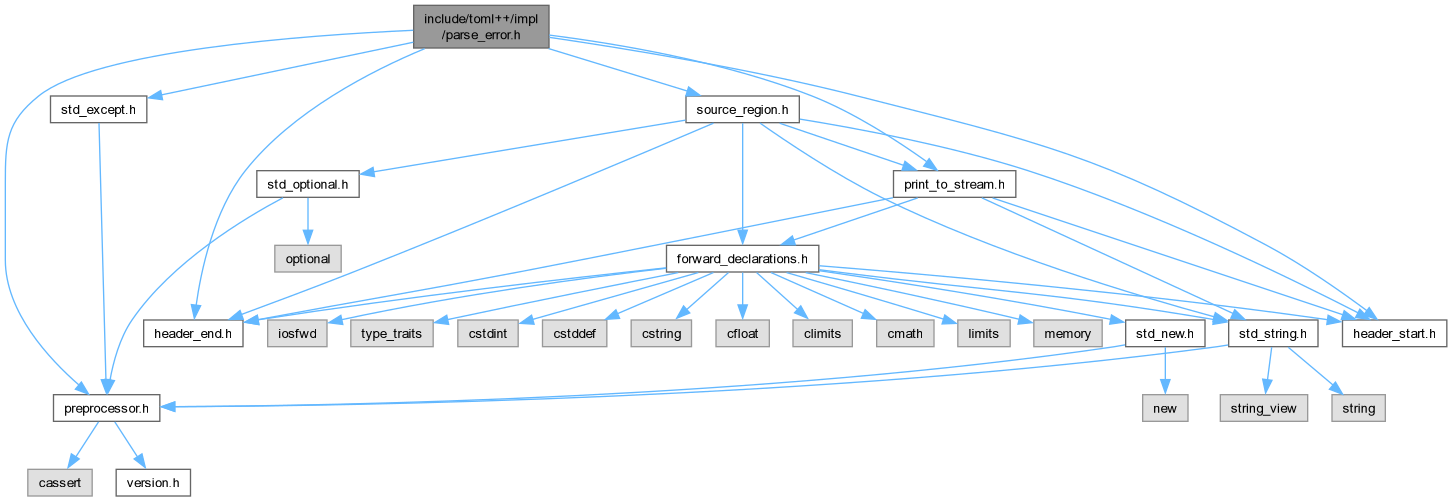 include/toml++/impl
/parse_error.h
std_except.h
source_region.h
std_optional.h
print_to_stream.h
optional
forward_declarations.h
header_end.h
iosfwd
type_traits
cstdint
cstddef
cstring
cfloat
climits
cmath
limits
memory
std_new.h
std_string.h
header_start.h
preprocessor.h
new
string_view
string
cassert
version.h